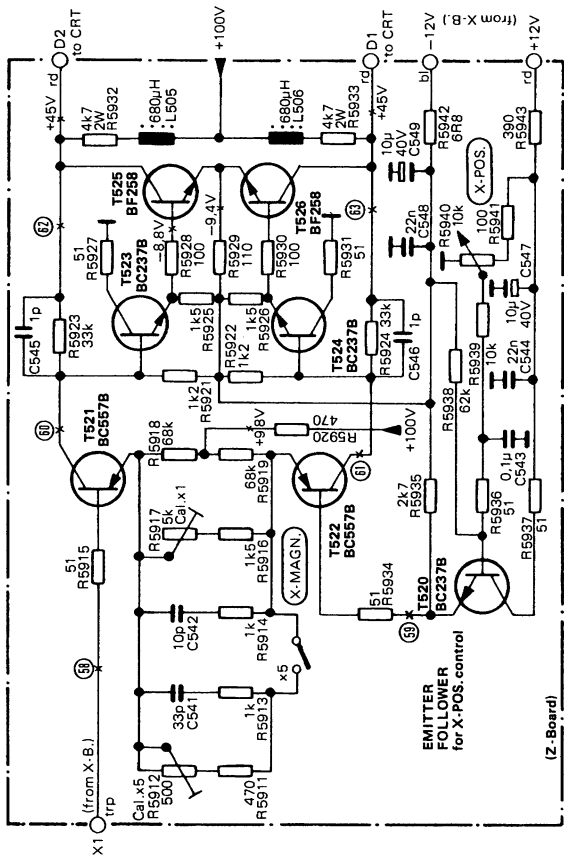 D2
to CRT
rd
+45V
4k7
2W
R5932
680µH
L505
+100V
680µH
L506
4k7
2W
R5933
+45V
rd
D1
to CRT
62
C545
1p
R5923
33k
51
R5927
T523
BC237B
T525
BF258
-8,8V
R5928
100
-9,4V
R5929
110
R5930
100
T526
BF258
R5931
51
1k5
R5925
R5922
1k2
1k5
R5926
1k2
R5921
T524
BC237B
R5924
33k
C546
1p
63
60
T521
BC557B
R5918
68k
+9,8V
R5920
470
+100V
68k
R5919
61
T522
BC557B
51
R5915
58
X1
(from X-B.)
trp
Cal.x5
R5912
500
470
R5911
33p
C541
1k
R5913
10p
C542
1k
R5914
x5
R5917
5k
Cal.x1
1k5
R5916
X-MAGN.
51
R5934
59
EMITTER
FOLLOWER
for X-POS. control
T520
BC237B
2k7
R5935
10µ
40V
C549
22n
C548
R5942
6R8
bl
-12V
(from X-B.)
rd
+12V
390
R5943
X-POS.
R5940
10k
100
R5941
R5938
62k
R5939
10k
R5936
51
0,1µ
C543
22n
C544
10µ
40V
C547
R5937
51
(Z-Board)